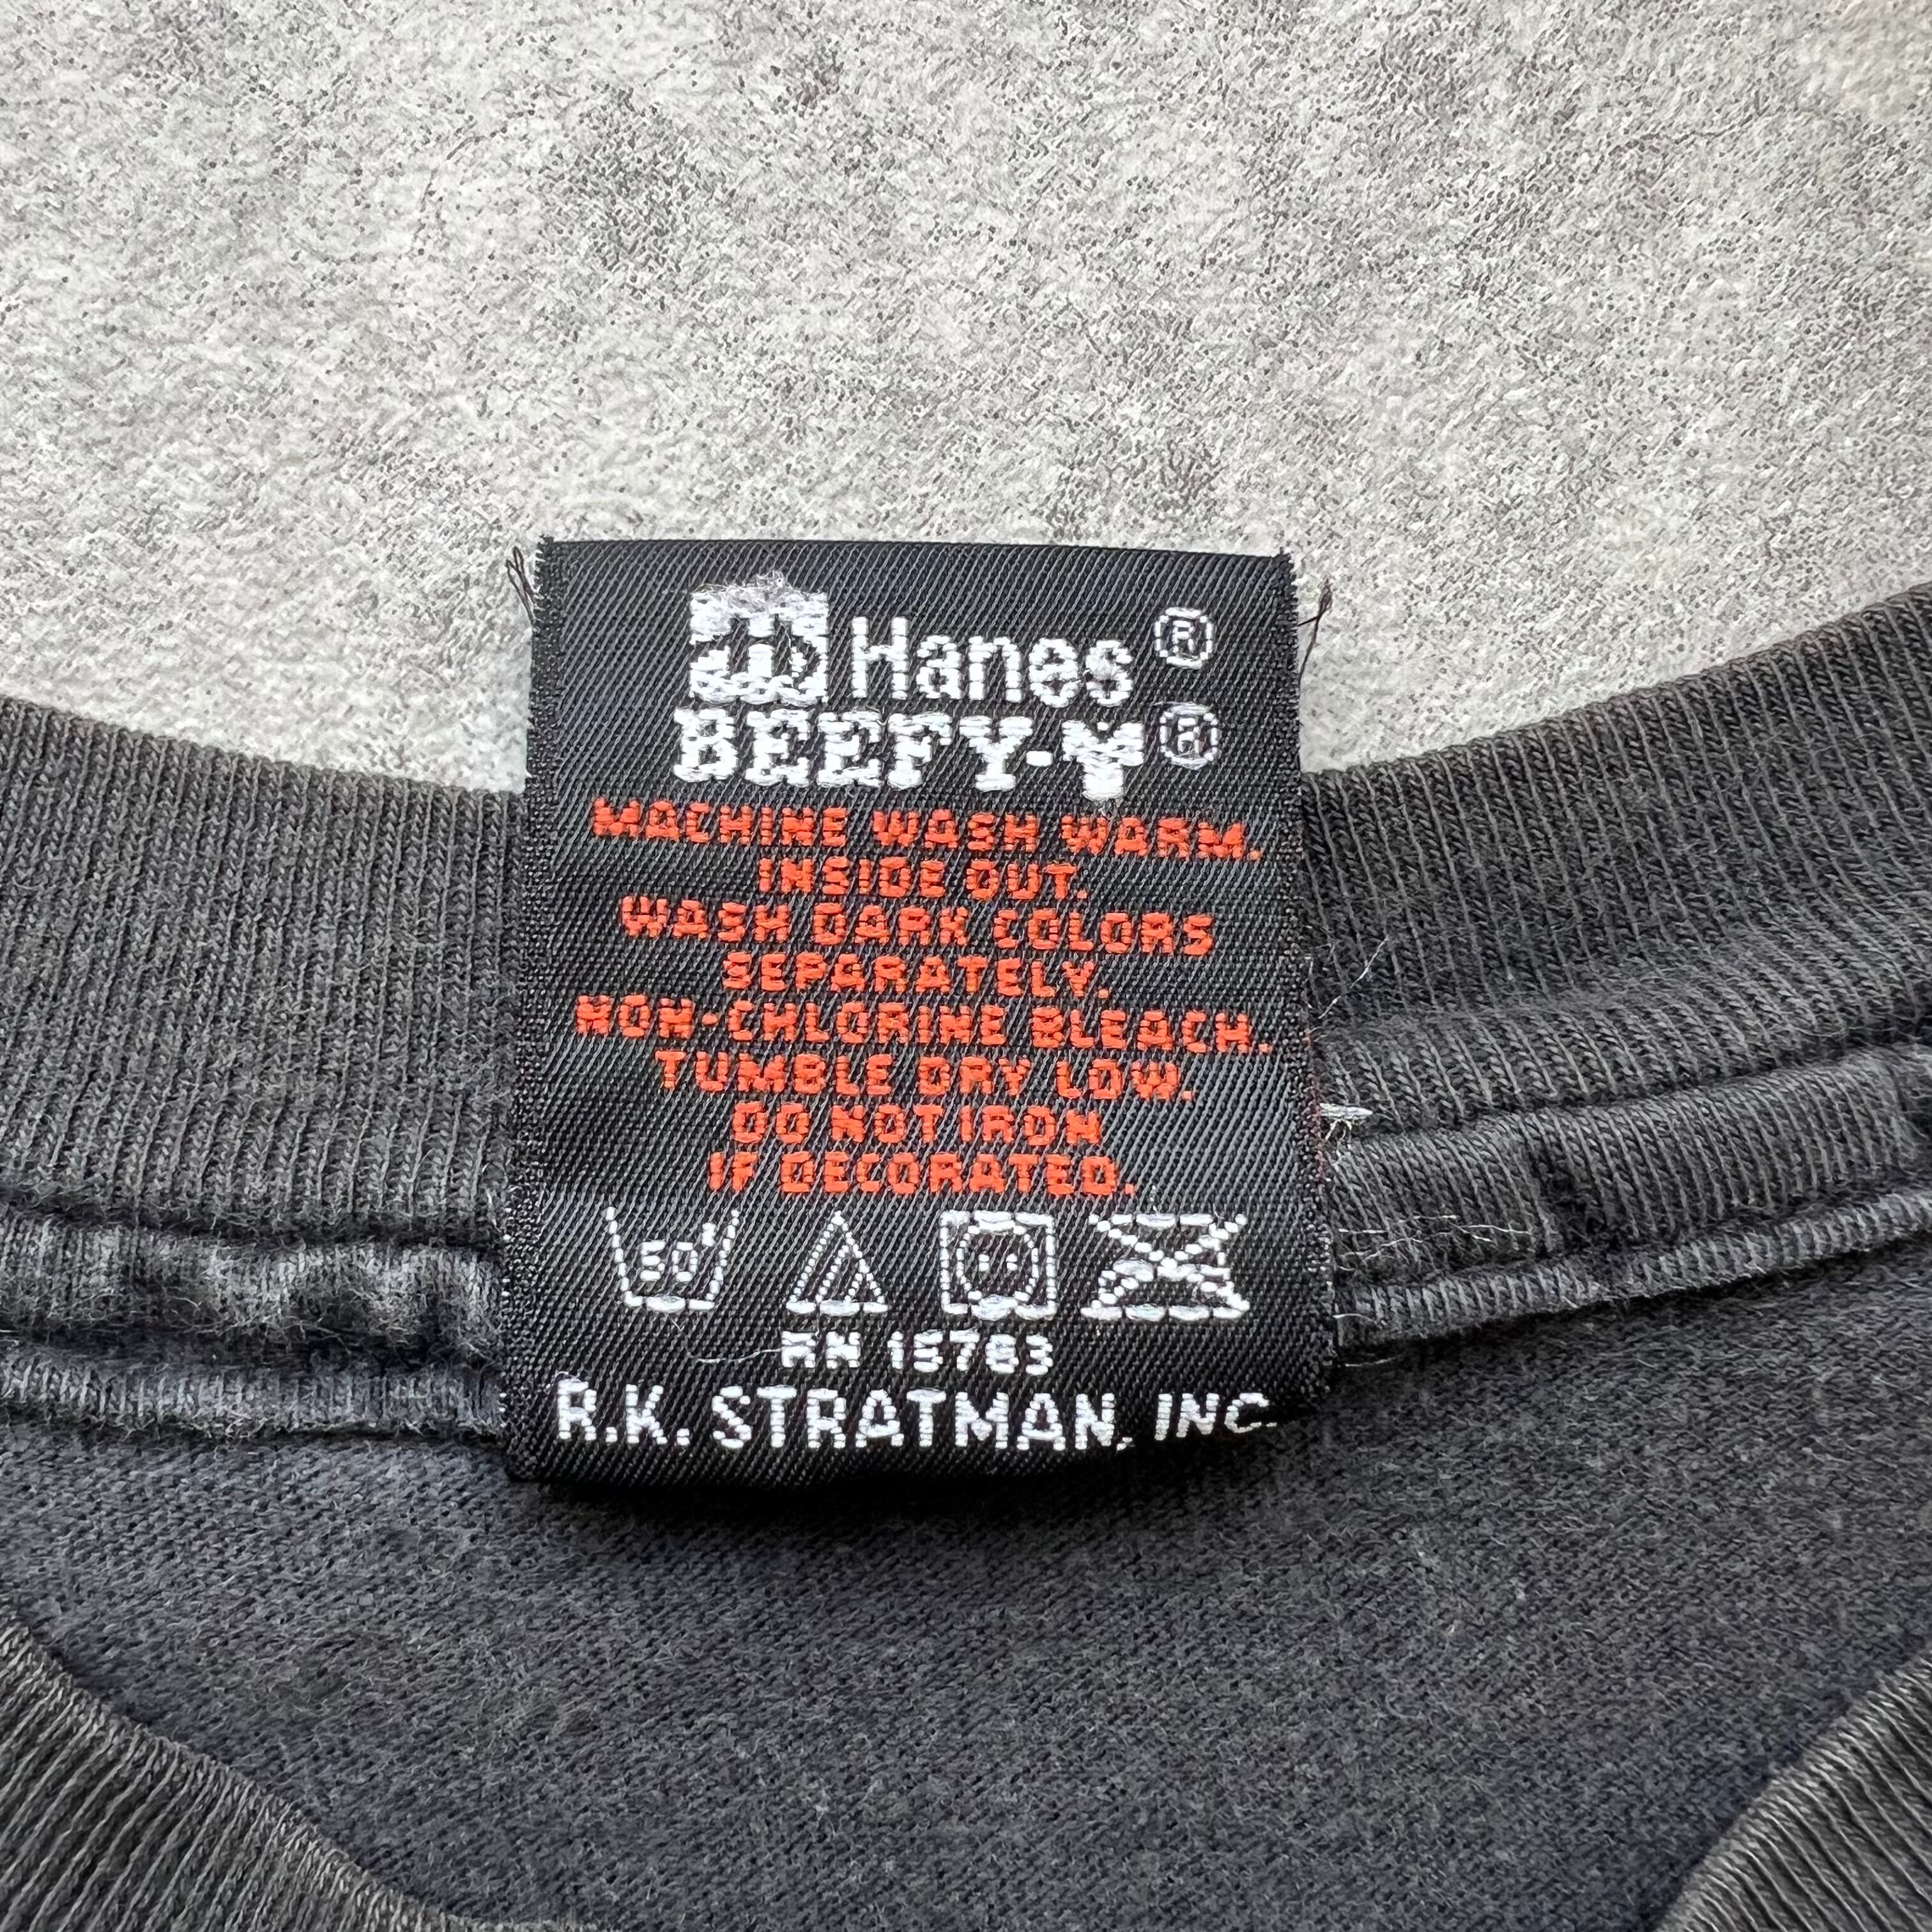 Hanes®
BEEFY-T®
MACHINE WASH WARM.
INSIDE OUT.
WASH DARK COLORS
SEPARATELY.
NON-CHLORINE BLEACH.
TUMBLE DRY LOW.
DO NOT IRON
IF DECORATED.
50°
RN 15763
R.K. STRATMAN, INC.